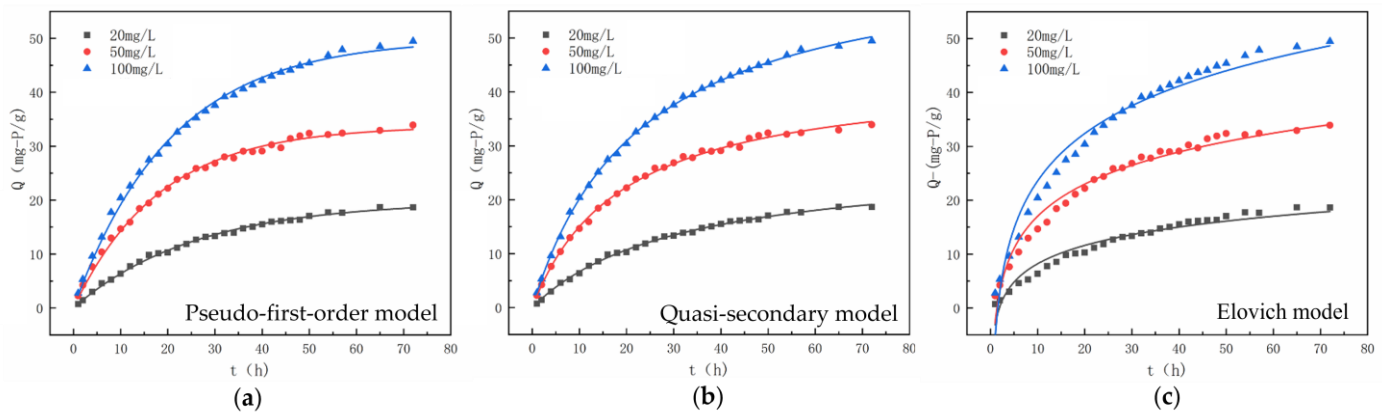 20mg/L
50mg/L
100mg/L
Q (mg-P/g)
50
40
30
20
10
0
Pseudo-first-order model
0 10 20 30 40 50 60 70 80
t (h)
(a)
20mg/L
50mg/L
100mg/L
Q (mg-P/g)
50
40
30
20
10
0
Quasi-secondary model
0 10 20 30 40 50 60 70 80
t (h)
(b)
20mg/L
50mg/L
100mg/L
Q-(mg-P/g)
50
40
30
20
10
0
Elovich model
0 10 20 30 40 50 60 70 80
t (h)
(c)